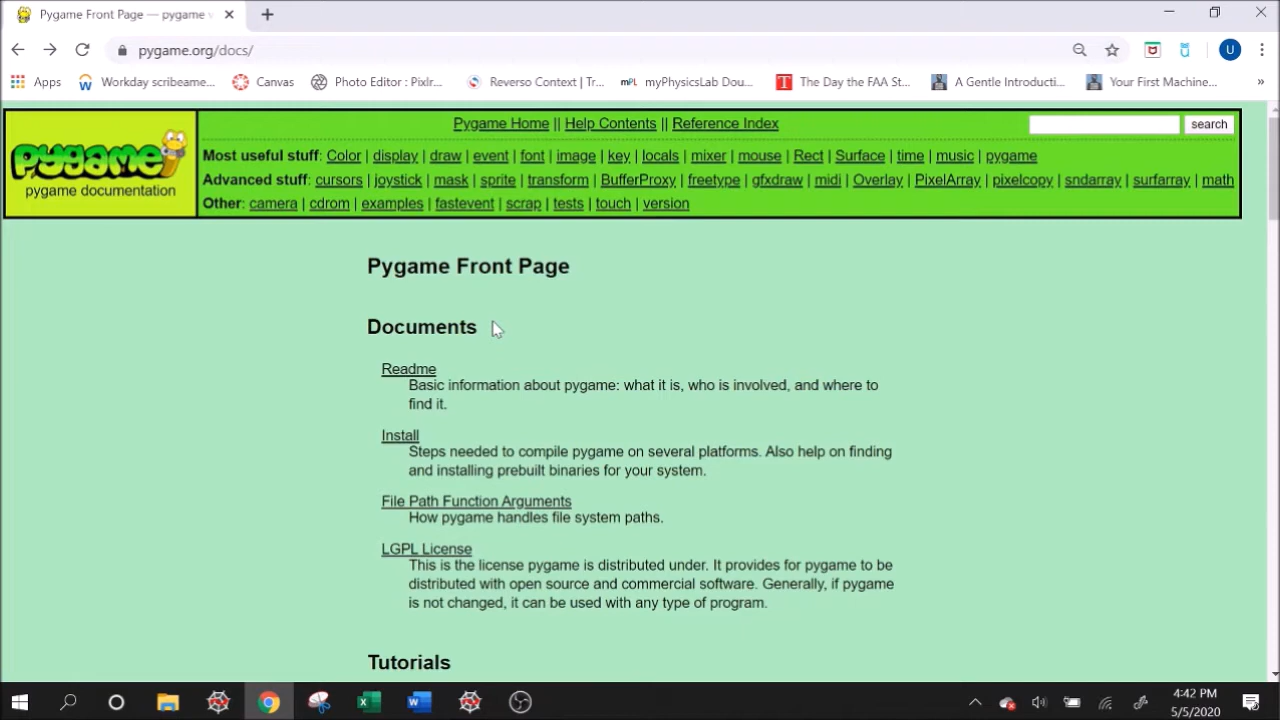 Pygame Front Page — pygame v
pygame.org/docs/
U
Apps Workday scribeame... Canvas Photo Editor : Pixlr... Reverso Context | Tr... mPL myPhysicsLab Dou... T The Day the FAA St... A Gentle Introducti... Your First Machine... »
Pygame Home || Help Contents || Reference Index search
pygame
pygame documentation
Most useful stuff: Color | display | draw | event | font | image | key | locals | mixer | mouse | Rect | Surface | time | music | pygame
Advanced stuff: cursors | joystick | mask | sprite | transform | BufferProxy | freetype | gfxdraw | midi | Overlay | PixelArray | pixelcopy | sndarray | surfarray | math
Other: camera | cdrom | examples | fastevent | scrap | tests | touch | version
Pygame Front Page
Documents
Readme
Basic information about pygame: what it is, who is involved, and where to
find it.
Install
Steps needed to compile pygame on several platforms. Also help on finding
and installing prebuilt binaries for your system.
File Path Function Arguments
How pygame handles file system paths.
LGPL License
This is the license pygame is distributed under. It provides for pygame to be
distributed with open source and commercial software. Generally, if pygame
is not changed, it can be used with any type of program.
Tutorials
4:42 PM
5/5/2020